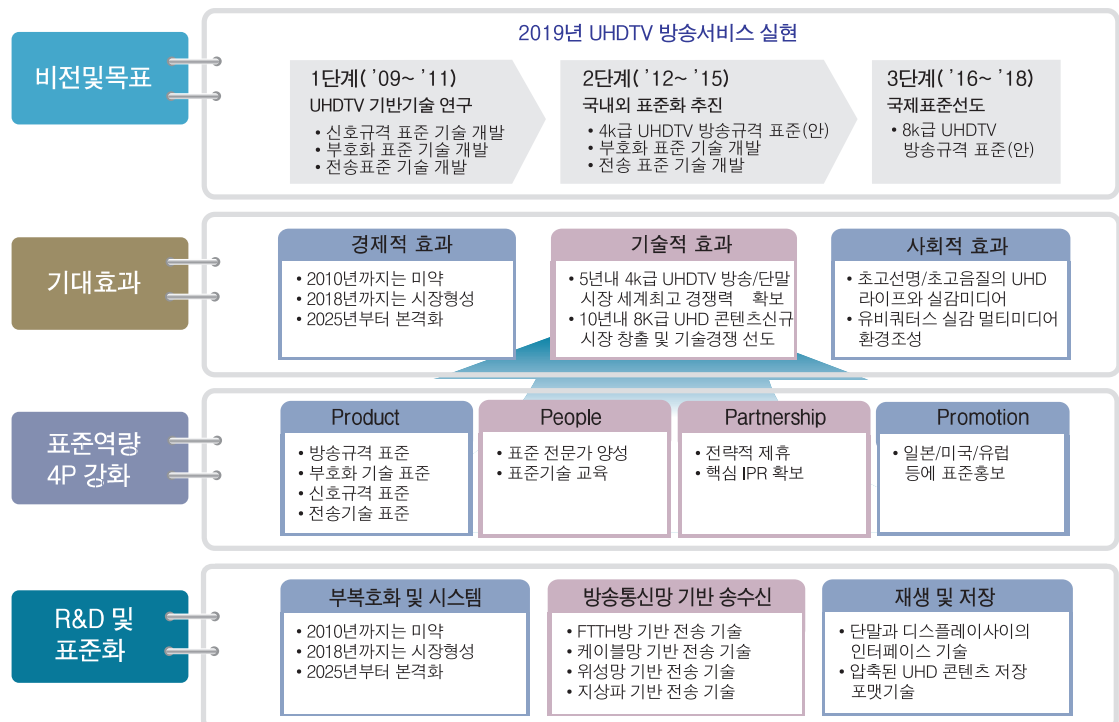 비전및목표
2019년 UHDTV 방송서비스 실현
1단계( '09~ '11)
UHDTV 기반기술 연구
• 신호규격 표준 기술 개발
• 부호화 표준 기술 개발
• 전송표준 기술 개발
2단계( '12~ '15)
국내외 표준화 추진
• 4k급 UHDTV 방송규격 표준(안)
• 부호화 표준 기술 개발
• 전송 표준 기술 개발
3단계( '16~ '18)
국제표준선도
• 8k급 UHDTV
방송규격 표준(안)
기대효과
경제적 효과
• 2010년까지는 미약
• 2018년까지는 시장형성
• 2025년부터 본격화
기술적 효과
• 5년내 4k급 UHDTV 방송/단말
시장 세계최고 경쟁력 확보
• 10년내 8K급 UHD 콘텐츠신규
시장 창출 및 기술경쟁 선도
사회적 효과
• 초고선명/초고음질의 UHD
라이프와 실감미디어
• 유비쿼터스 실감 멀티미디어
환경조성
표준역량
4P 강화
Product
• 방송규격 표준
• 부호화 기술 표준
• 신호규격 표준
• 전송기술 표준
People
• 표준 전문가 양성
• 표준기술 교육
Partnership
• 전략적 제휴
• 핵심 IPR 확보
Promotion
• 일본/미국/유럽
등에 표준홍보
R&D 및
표준화
부복호화 및 시스템
• 2010년까지는 미약
• 2018년까지는 시장형성
• 2025년부터 본격화
방송통신망 기반 송수신
• FTTH방 기반 전송 기술
• 케이블망 기반 전송 기술
• 위성망 기반 전송 기술
• 지상파 기반 전송 기술
재생 및 저장
• 단말과 디스플레이사이의
인터페이스 기술
• 압축된 UHD 콘텐츠 저장
포맷기술